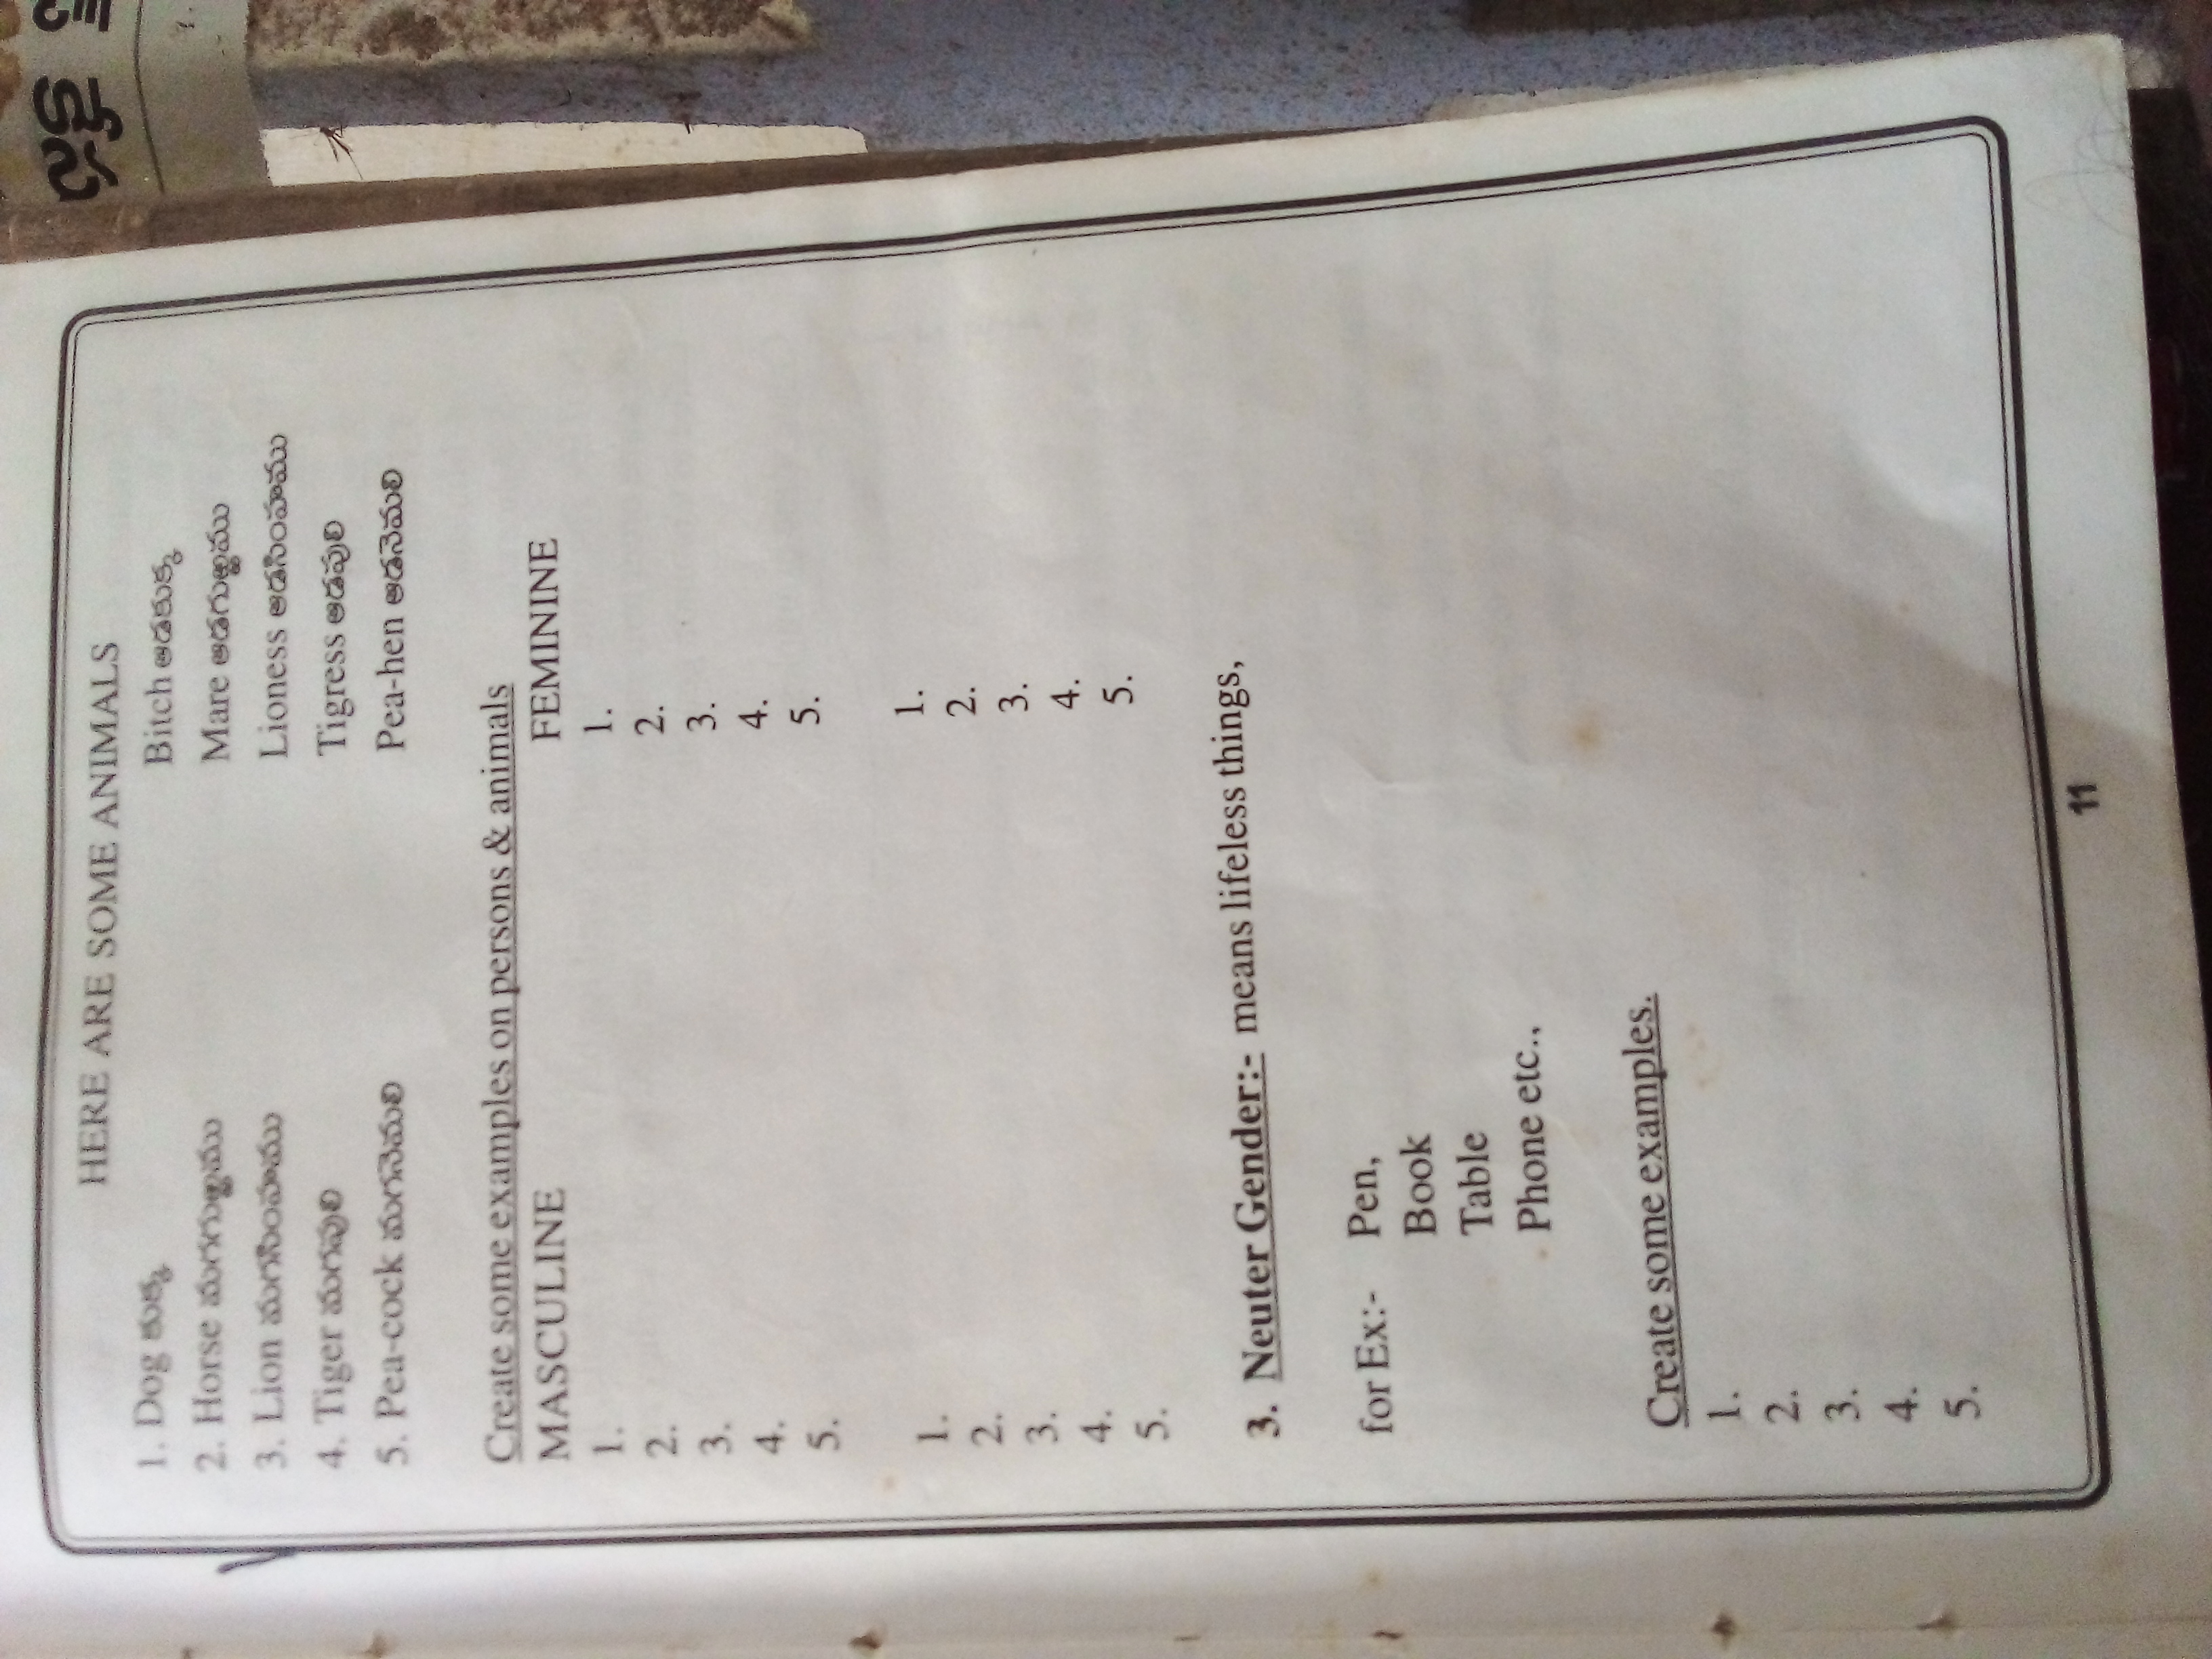 HERE ARE SOME ANIMALS
1. Dog కుక్క Bitch ఆడకుక్క
2. Horse మగగుఱ్ఱము Mare ఆడగుఱ్ఱము
3. Lion మగసింహము Lioness ఆడసింహము
4. Tiger మగపులి Tigress ఆడపులి
5. Pea-cock మగనెమలి Pea-hen ఆడనెమలి
Create some examples on persons & animals
MASCULINE FEMININE
1. 1.
2. 2.
3. 3.
4. 4.
5. 5.
1. 1.
2. 2.
3. 3.
4. 4.
5. 5.
3. Neuter Gender:- means lifeless things,
for Ex:- Pen,
Book
Table
Phone etc.,
Create some examples.
1.
2.
3.
4.
5.
11